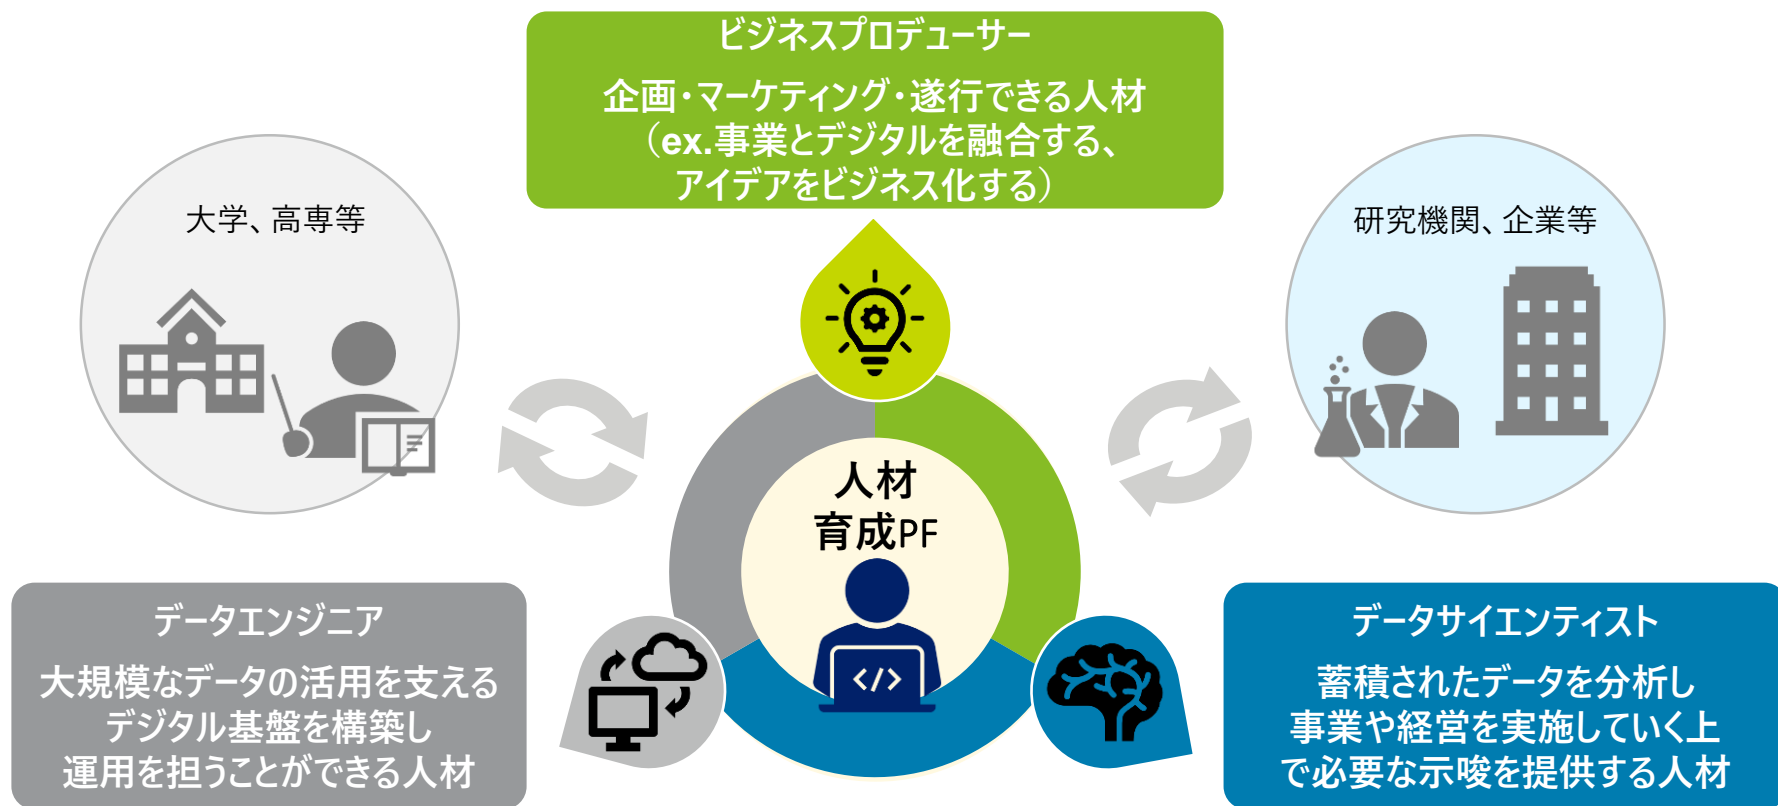 ビジネスプロデューサー
企画・マーケティング・遂行できる人材
（ex.事業とデジタルを融合する、
アイデアをビジネス化する）
大学、高専等
研究機関、企業等
人材
育成PF
</>
データエンジニア
大規模なデータの活用を支える
デジタル基盤を構築し
運用を担うことができる人材
データサイエンティスト
蓄積されたデータを分析し
事業や経営を実施していく上
で必要な示唆を提供する人材